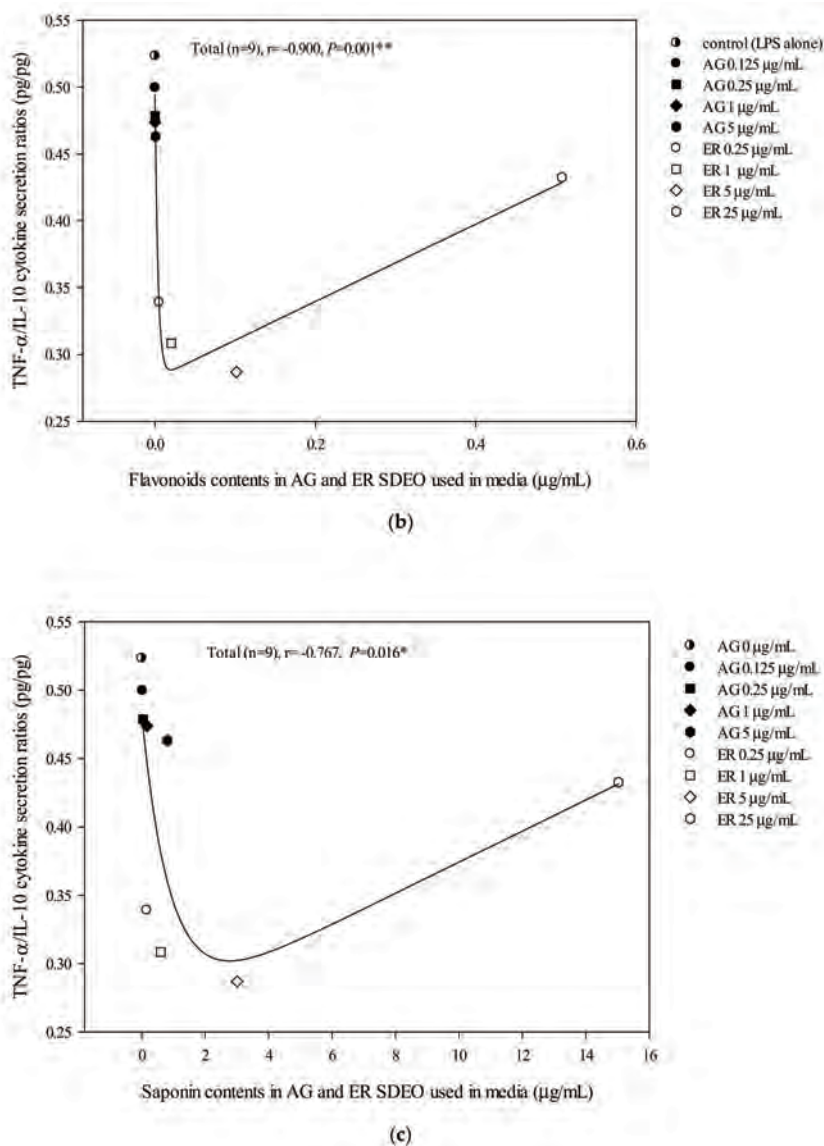 Total (n=9), r= -0.900, P=0.001**
TNF-α/IL-10 cytokine secretion ratios (pg/pg)
0.55
0.50
0.45
0.40
0.35
0.30
0.25
0.0 0.2 0.4 0.6
Flavonoids contents in AG and ER SDEO used in media (μg/mL)
control (LPS alone)
AG 0.125 μg/mL
AG 0.25 μg/mL
AG 1 μg/mL
AG 5 μg/mL
ER 0.25 μg/mL
ER 1 μg/mL
ER 5 μg/mL
ER 25 μg/mL
(b)
Total (n=9), r= -0.767, P=0.016*
TNF-α/IL-10 cytokine secretion ratios (pg/pg)
0.55
0.50
0.45
0.40
0.35
0.30
0.25
0 2 4 6 8 10 12 14 16
Saponin contents in AG and ER SDEO used in media (μg/mL)
AG 0 μg/mL
AG 0.125 μg/mL
AG 0.25 μg/mL
AG 1 μg/mL
AG 5 μg/mL
ER 0.25 μg/mL
ER 1 μg/mL
ER 5 μg/mL
ER 25 μg/mL
(c)